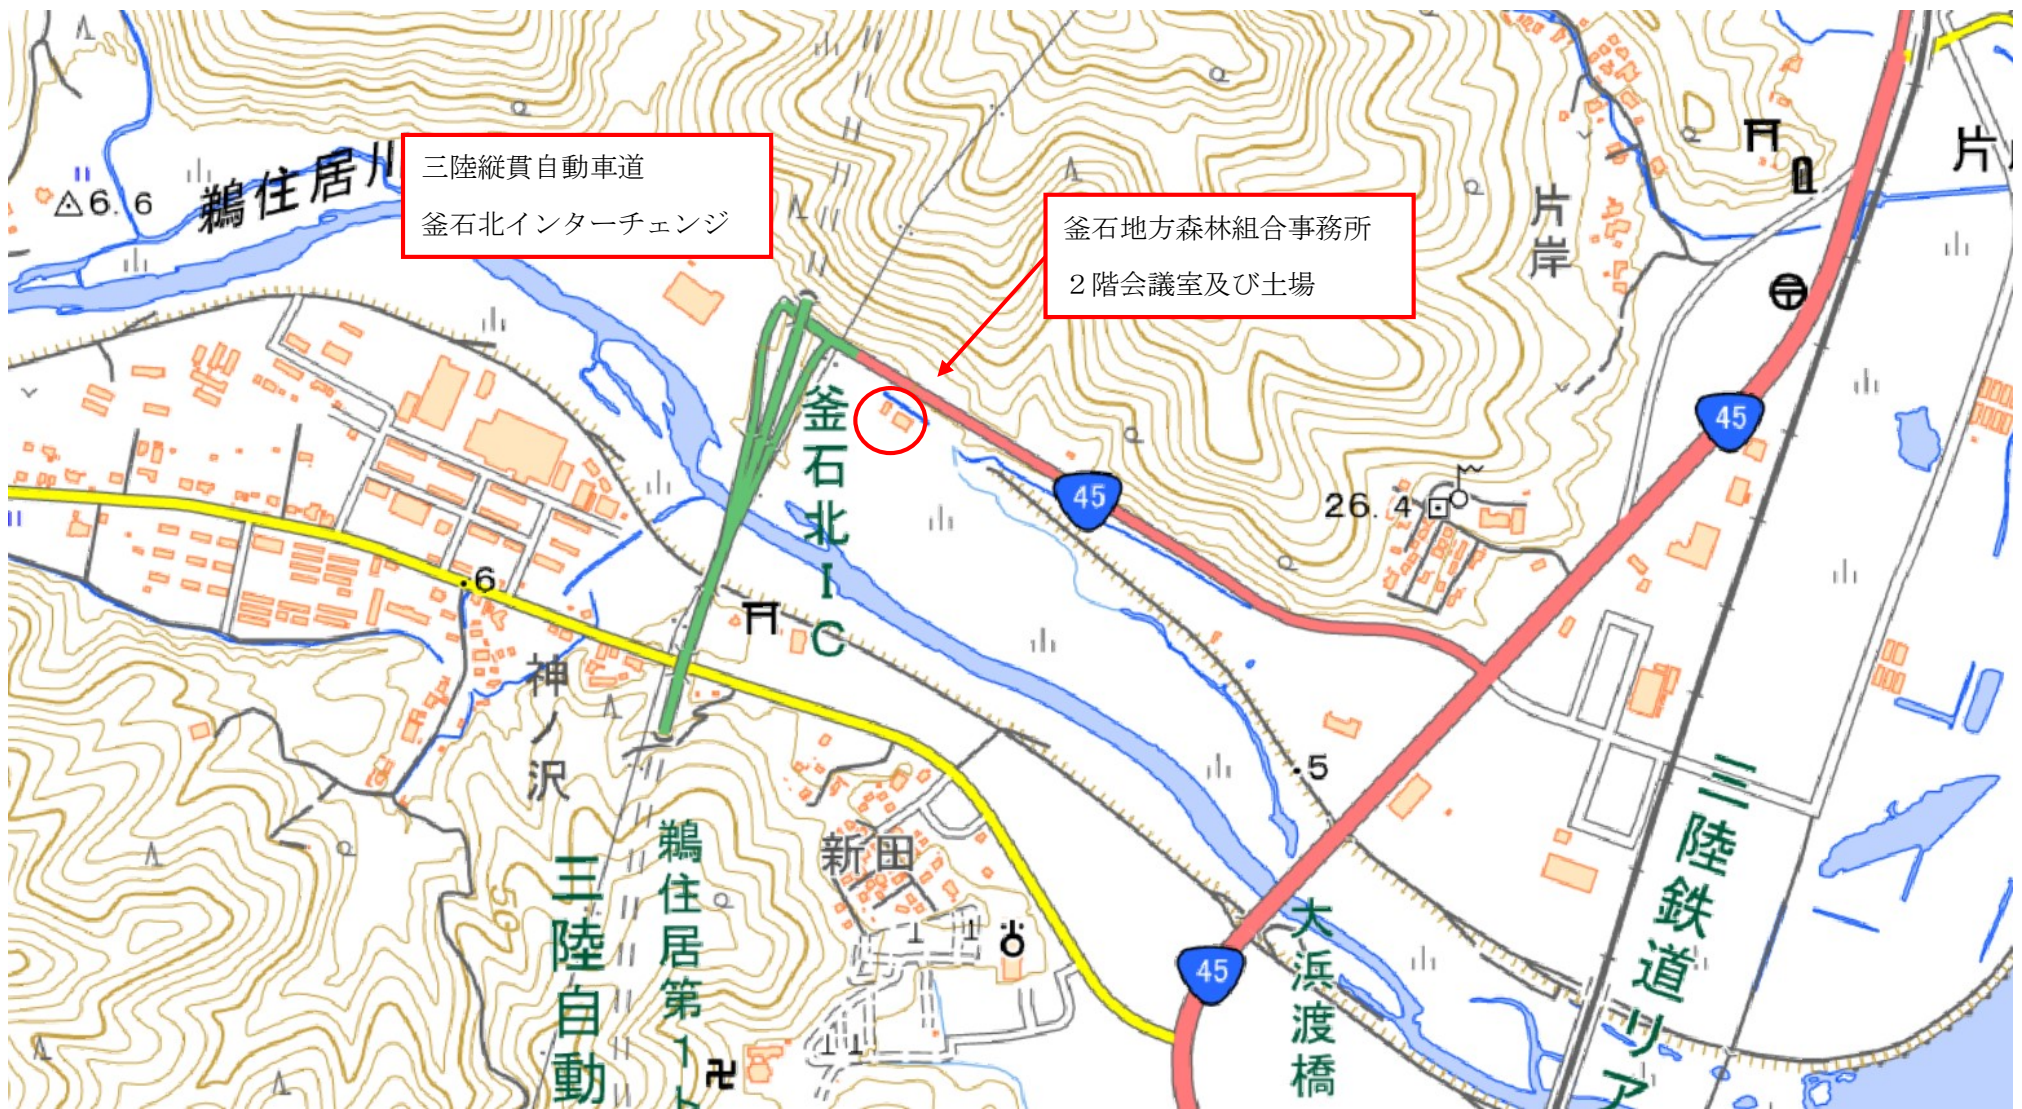 三陸縦貫自動車道
釜石北インターチェンジ
釜石地方森林組合事務所
2階会議室及び土場
鵜住居川
6.6
片岸
片
45
釜石北IC
45
26.4
6
神ノ沢
5
新田
50
三陸自動
鵜住居第1ト
45
大浜渡橋
三陸鉄道リア